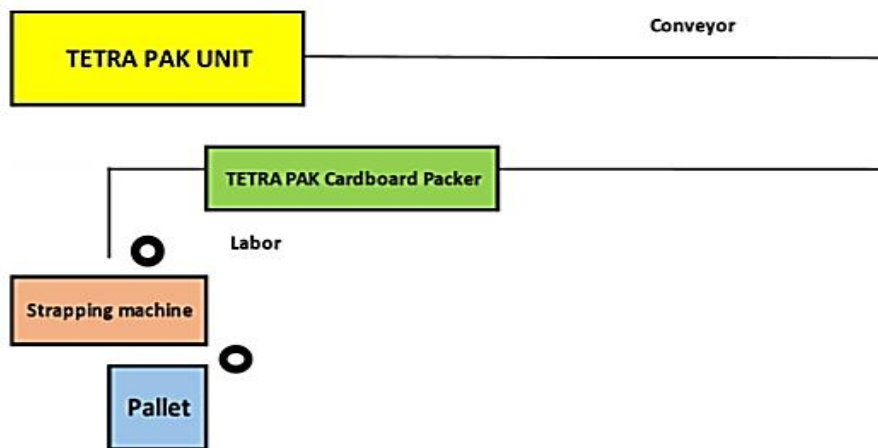 Conveyor
TETRA PAK UNIT
TETRA PAK Cardboard Packer
Labor
Strapping machine
Pallet